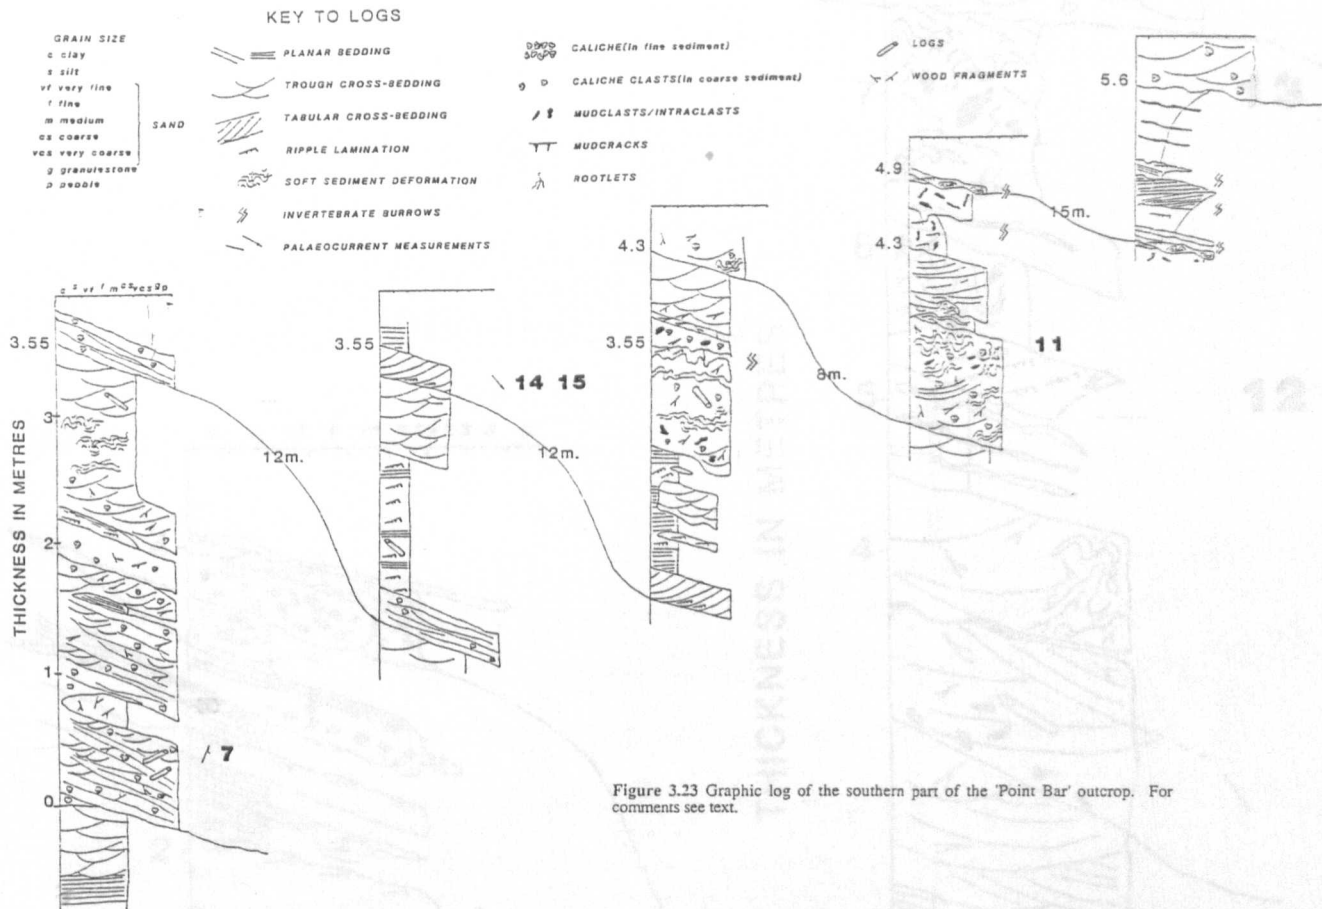 KEY TO LOGS
GRAIN SIZE
c clay
s silt
vf very fine
f fine
m medium
cs coarse
vcs very coarse
g granulestone
p pebble
SAND
PLANAR BEDDING
TROUGH CROSS-BEDDING
TABULAR CROSS-BEDDING
RIPPLE LAMINATION
SOFT SEDIMENT DEFORMATION
INVERTEBRATE BURROWS
PALAEOCURRENT MEASUREMENTS
CALICHE(in fine sediment)
CALICHE CLASTS(in coarse sediment)
MUDCLASTS/INTRACLASTS
MUDCRACKS
ROOTLETS
LOGS
WOOD FRAGMENTS
THICKNESS IN METRES
c s vf f m cs vcs g p
3.55
3
2
1
0
7
12m.
3.55
14 15
12m.
4.3
3.55
8m.
4.9
4.3
11
15m.
5.6
Figure 3.23 Graphic log of the southern part of the 'Point Bar' outcrop. For
comments see text.